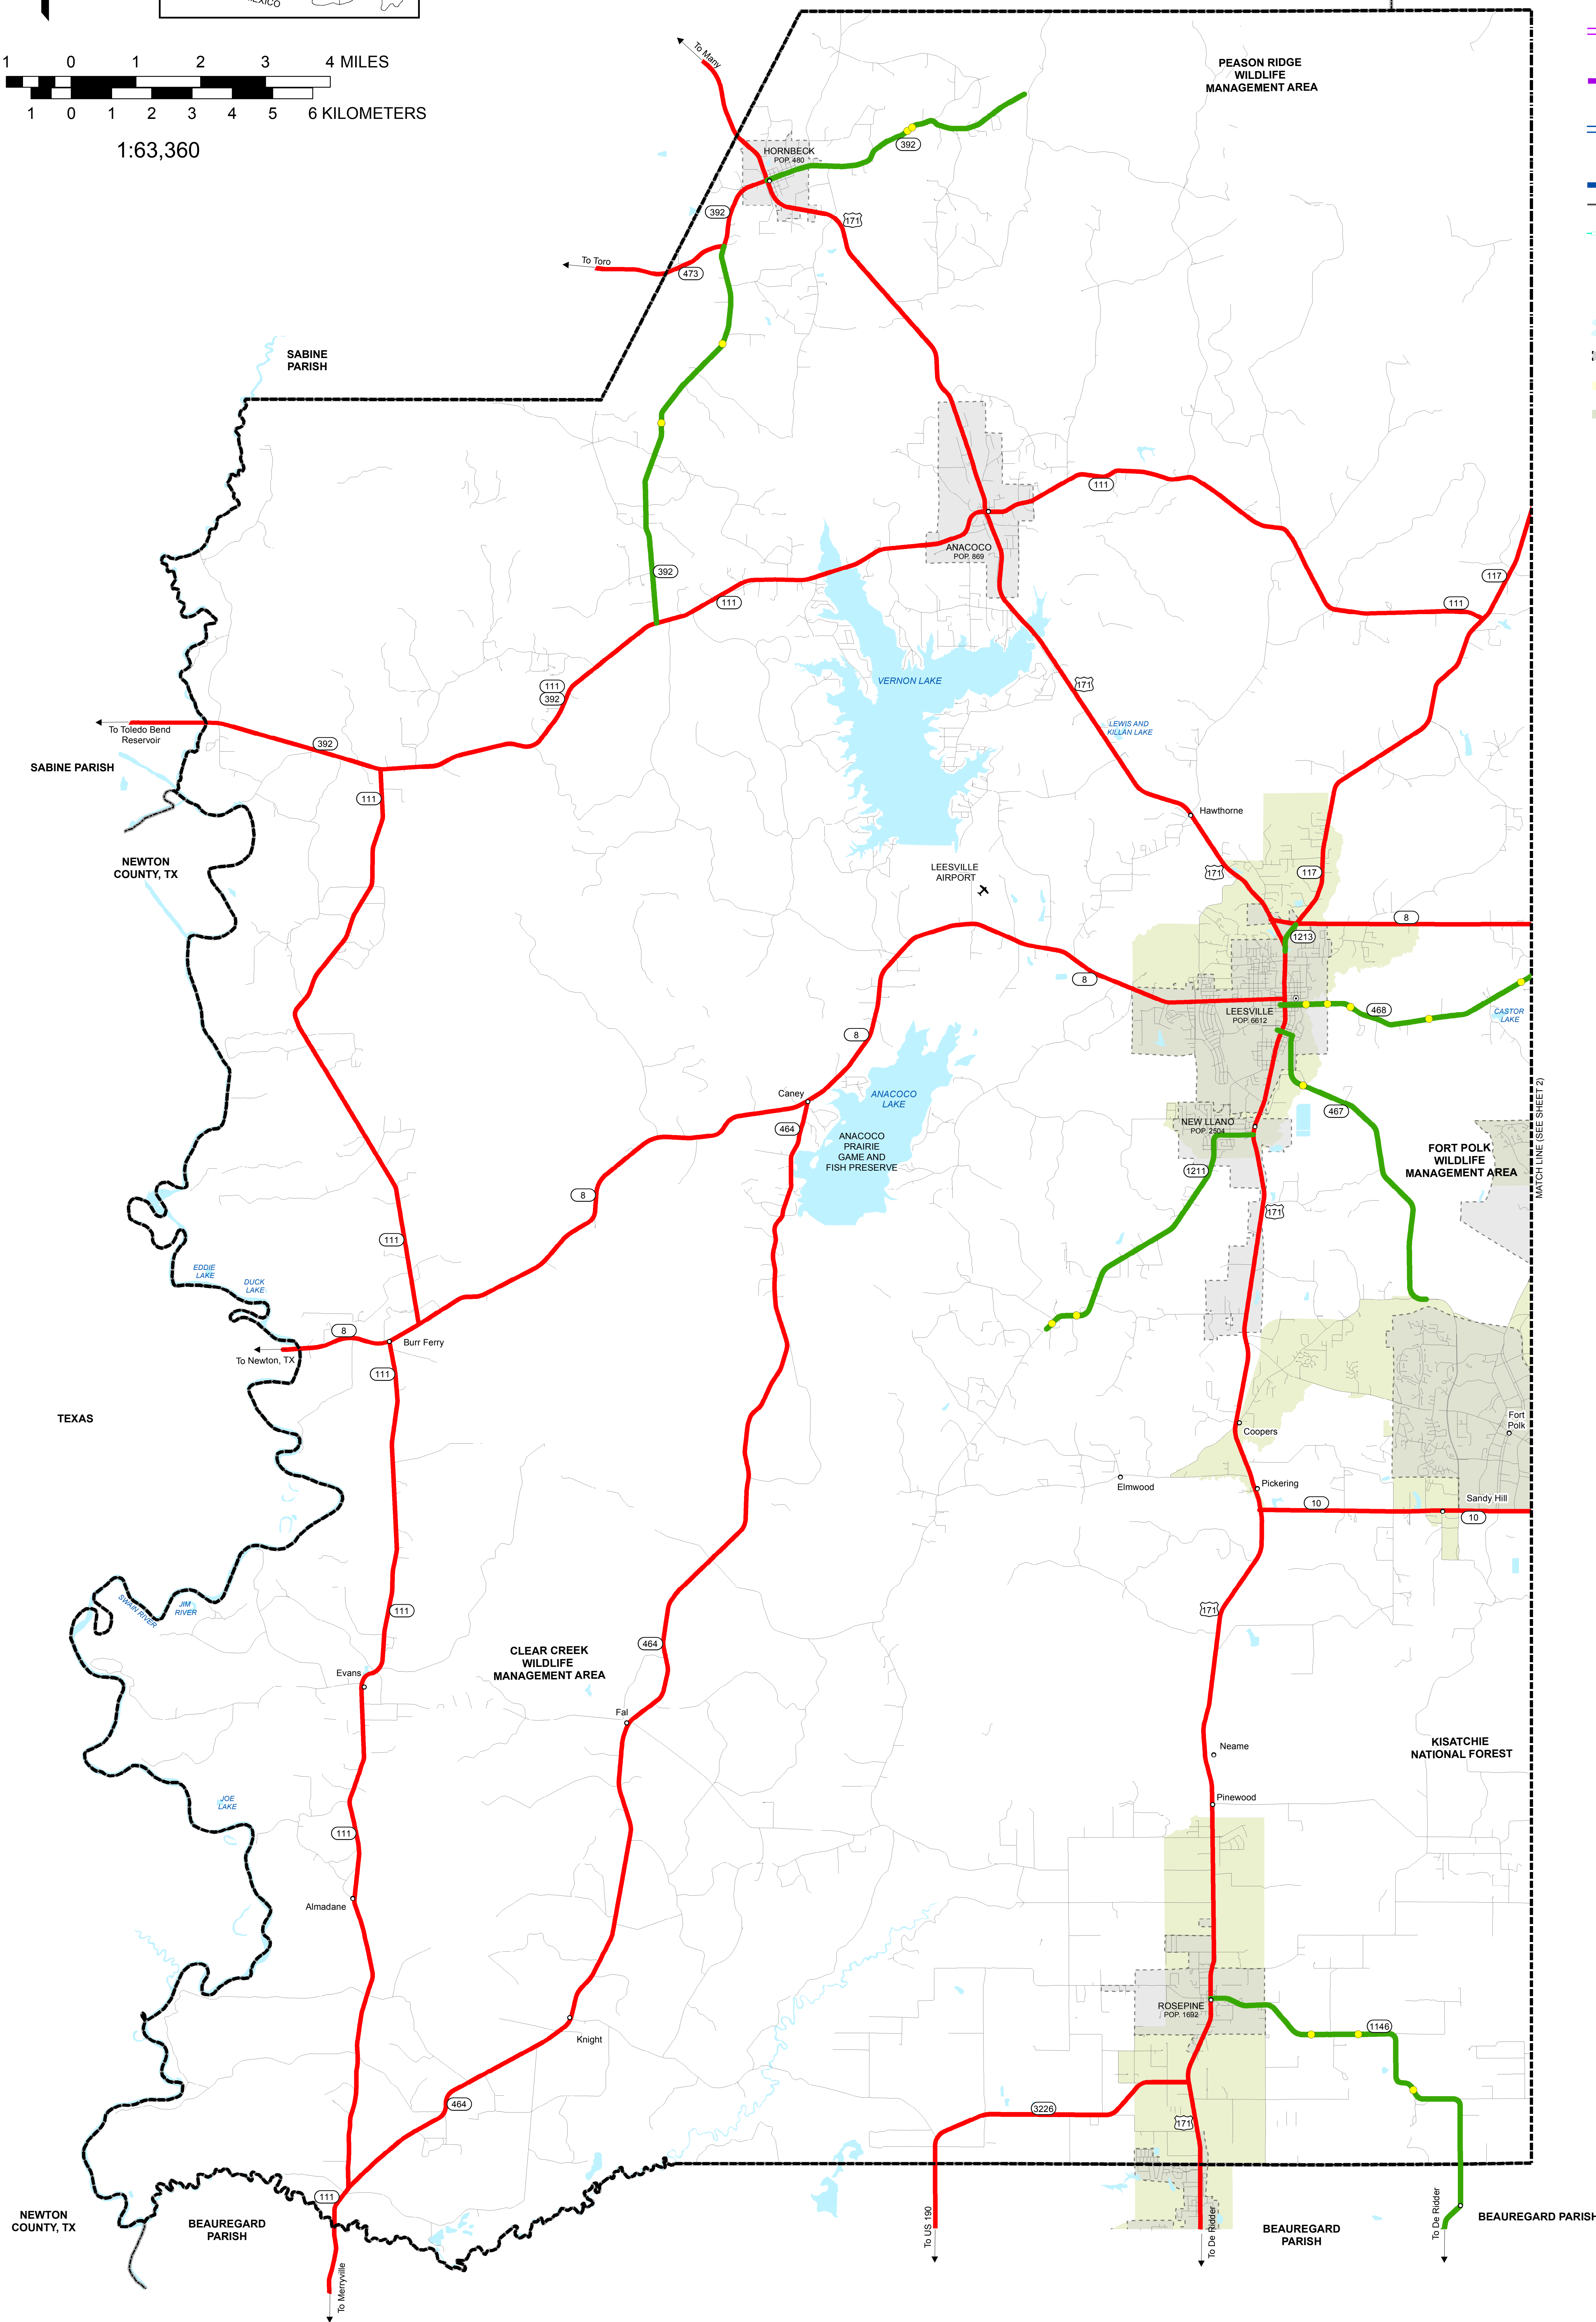 MEXICO
1 0 1 2 3 4 MILES
1 0 1 2 3 4 5 6 KILOMETERS
1:63,360
To Many
PEASON RIDGE
WILDLIFE
MANAGEMENT AREA
HORNBECK
POP. 480
392
392
171
To Toro
473
SABINE
PARISH
111
ANACOCO
POP. 869
392
111
117
111
VERNON LAKE
111
392
171
To Toledo Bend
Reservoir
392
LEWIS AND
KILLAN LAKE
SABINE PARISH
111
Hawthorne
NEWTON
COUNTY, TX
LEESVILLE
AIRPORT
171
117
8
1213
8
LEESVILLE
POP. 6612
468
CASTOR
LAKE
8
Caney
ANACOCO
LAKE
464
467
MATCH LINE (SEE SHEET 2)
NEW LLANO
POP. 2504
ANACOCO
PRAIRIE
GAME AND
FISH PRESERVE
FORT POLK
WILDLIFE
MANAGEMENT AREA
1211
8
171
111
EDDIE
LAKE
DUCK
LAKE
8
Burr Ferry
To Newton, TX
111
TEXAS
Fort
Polk
Coopers
Elmwood
Pickering
10
Sandy Hill
10
SWAIN RIVER
JIM
RIVER
111
171
464
CLEAR CREEK
WILDLIFE
MANAGEMENT AREA
Evans
Fal
KISATCHIE
NATIONAL FOREST
Neame
JOE
LAKE
Pinewood
111
Almadane
ROSEPINE
POP. 1692
1146
Knight
464
3226
171
111
NEWTON
COUNTY, TX
BEAUREGARD
PARISH
To US 190
To De Ridder
BEAUREGARD
PARISH
To De Ridder
BEAUREGARD PARISH
To Merryville